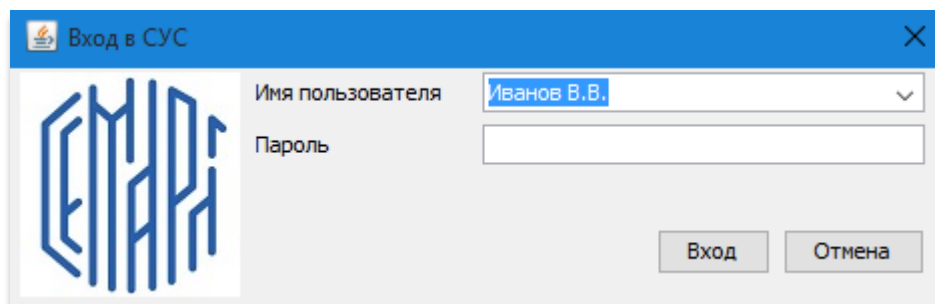 Вход в СУС
Имя пользователя
Иванов В.В.
Пароль
Вход
Отмена